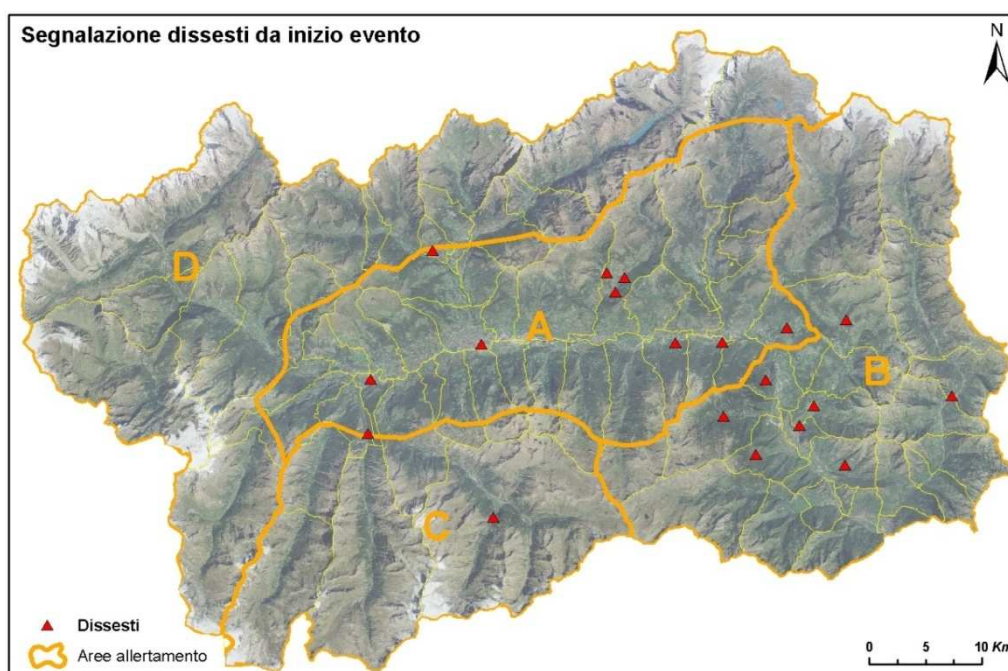 Segnalazione dissesti da inizio evento
N
D
A
B
C
Dissesti
Aree allertamento
0 5 10 Km